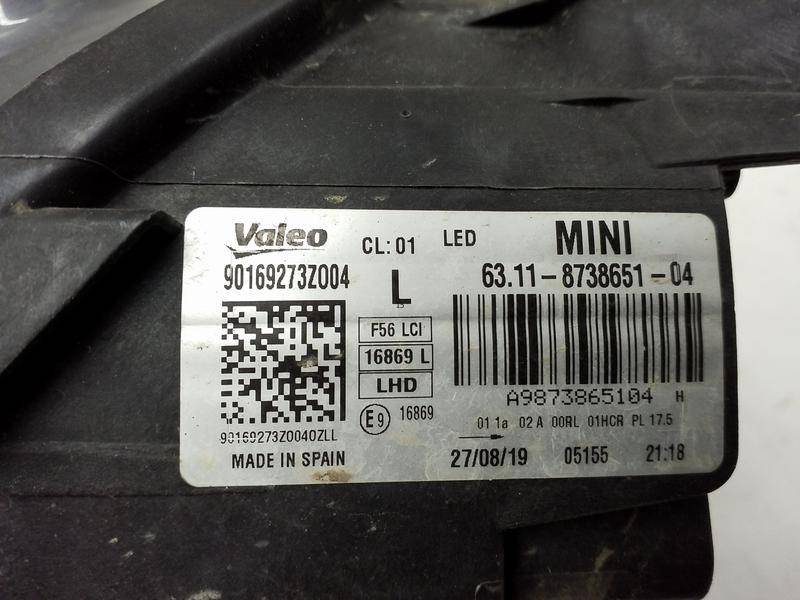 Valeo
CL: 01
LED
MINI
90169273Z004
L
63.11-8738651-04
F56 LCI
16869 L
LHD
E9 16869
A9873865104 H
01 1a 02 A 00RL 01HCR PL 17.5
90169273Z0040ZLL
MADE IN SPAIN
27/08/19 05155 21:18